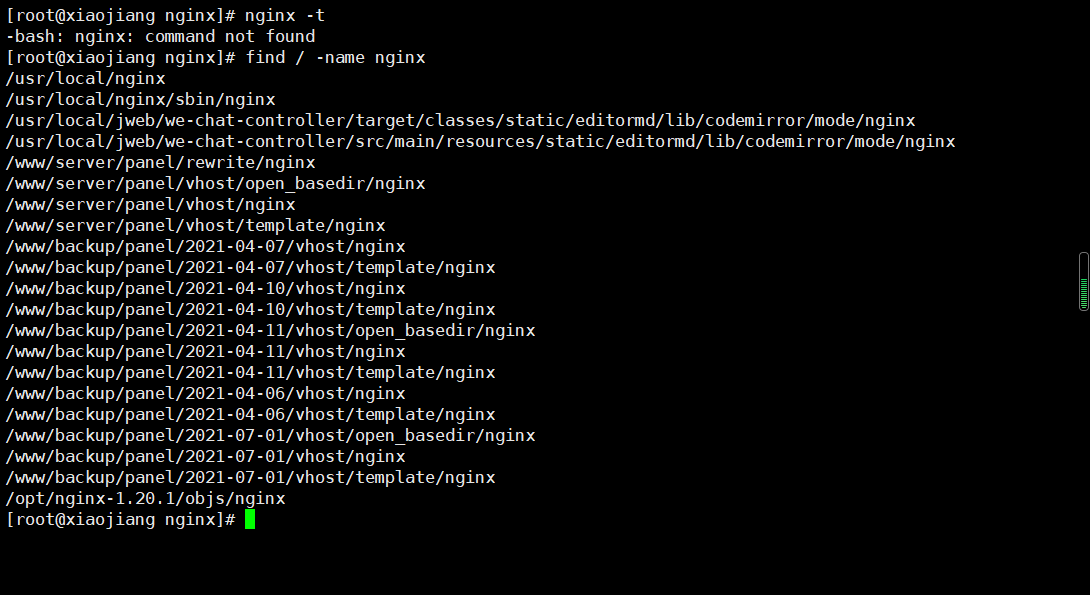 [root@xiaojiang nginx]# nginx -t
-bash: nginx: command not found
[root@xiaojiang nginx]# find / -name nginx
/usr/local/nginx
/usr/local/nginx/sbin/nginx
/usr/local/jweb/we-chat-controller/target/classes/static/editormd/lib/codemirror/mode/nginx
/usr/local/jweb/we-chat-controller/src/main/resources/static/editormd/lib/codemirror/mode/nginx
/www/server/panel/rewrite/nginx
/www/server/panel/vhost/open_basedir/nginx
/www/server/panel/vhost/nginx
/www/server/panel/vhost/template/nginx
/www/backup/panel/2021-04-07/vhost/nginx
/www/backup/panel/2021-04-07/vhost/template/nginx
/www/backup/panel/2021-04-10/vhost/nginx
/www/backup/panel/2021-04-10/vhost/template/nginx
/www/backup/panel/2021-04-11/vhost/open_basedir/nginx
/www/backup/panel/2021-04-11/vhost/nginx
/www/backup/panel/2021-04-11/vhost/template/nginx
/www/backup/panel/2021-04-06/vhost/nginx
/www/backup/panel/2021-04-06/vhost/template/nginx
/www/backup/panel/2021-07-01/vhost/open_basedir/nginx
/www/backup/panel/2021-07-01/vhost/nginx
/www/backup/panel/2021-07-01/vhost/template/nginx
/opt/nginx-1.20.1/objs/nginx
[root@xiaojiang nginx]#